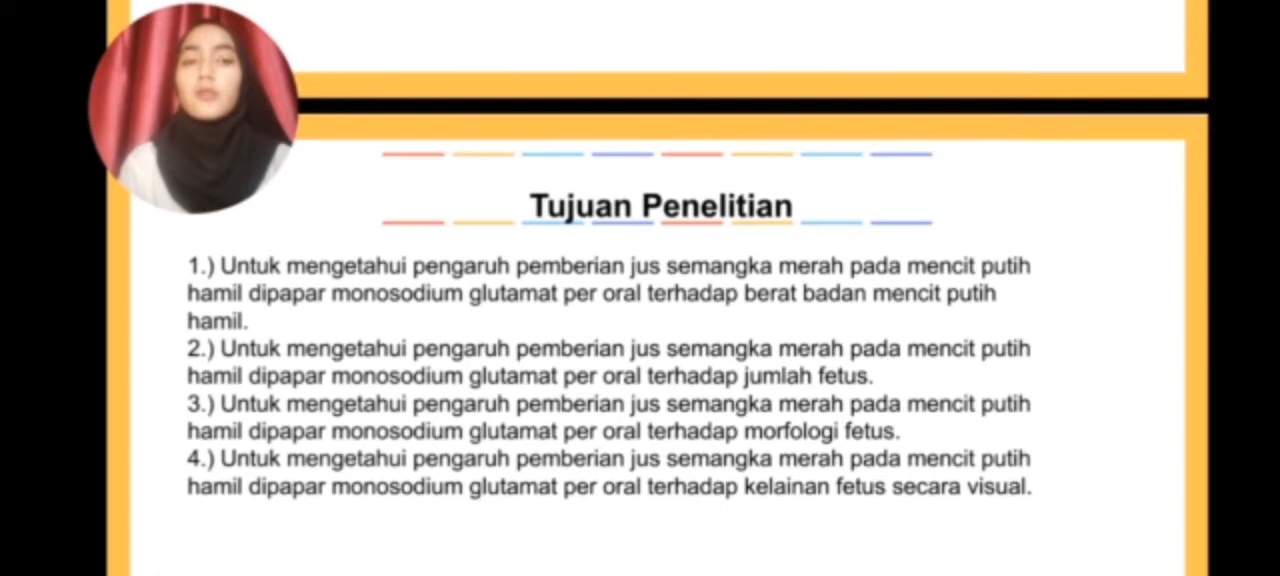 Tujuan Penelitian
1.) Untuk mengetahui pengaruh pemberian jus semangka merah pada mencit putih
hamil dipapar monosodium glutamat per oral terhadap berat badan mencit putih
hamil.
2.) Untuk mengetahui pengaruh pemberian jus semangka merah pada mencit putih
hamil dipapar monosodium glutamat per oral terhadap jumlah fetus.
3.) Untuk mengetahui pengaruh pemberian jus semangka merah pada mencit putih
hamil dipapar monosodium glutamat per oral terhadap morfologi fetus.
4.) Untuk mengetahui pengaruh pemberian jus semangka merah pada mencit putih
hamil dipapar monosodium glutamat per oral terhadap kelainan fetus secara visual.